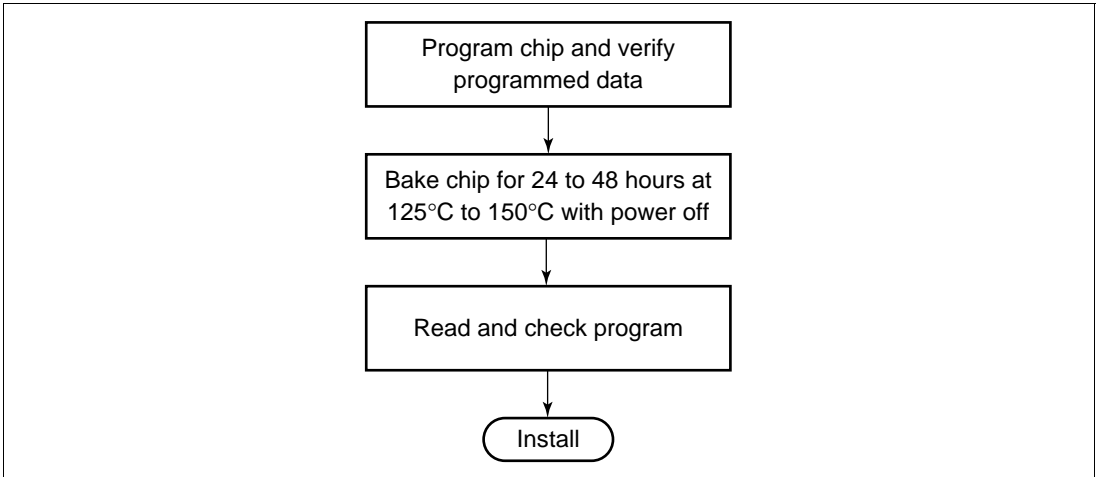 Program chip and verify
programmed data
Bake chip for 24 to 48 hours at
125°C to 150°C with power off
Read and check program
Install